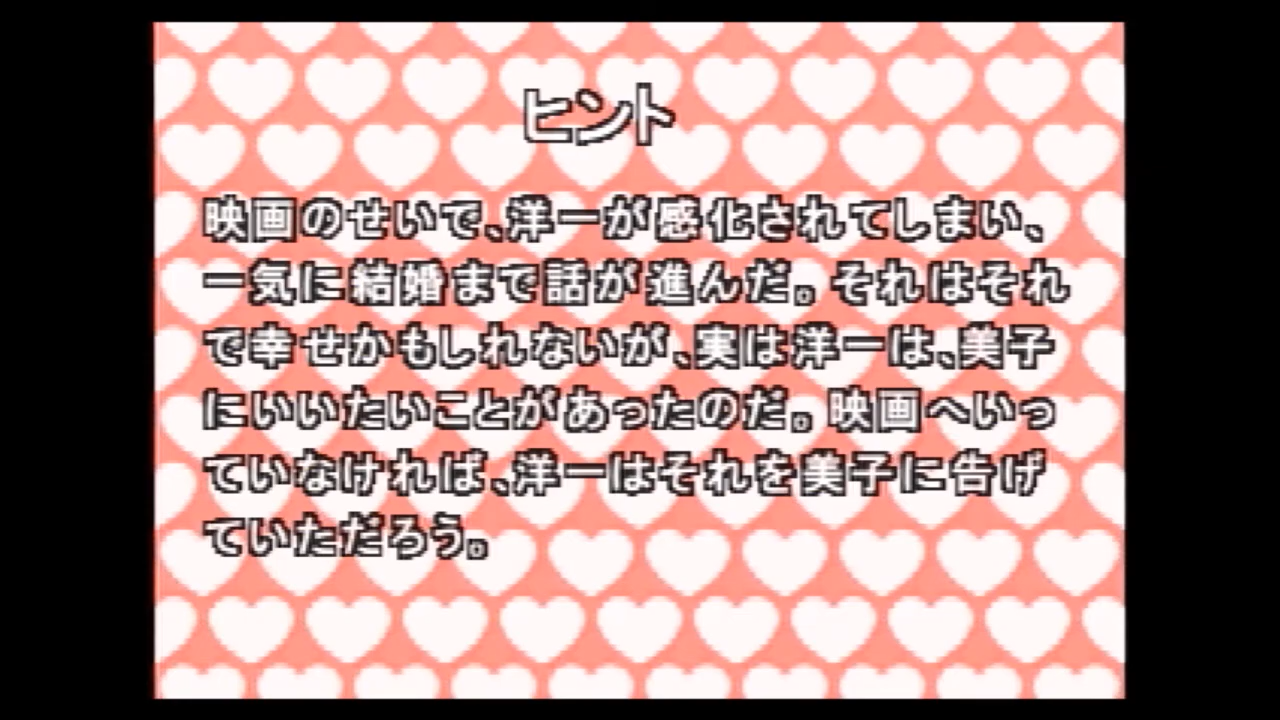 ヒント
映画のせいで、洋一が感化されてしまい、
一気に結婚まで話が進んだ。それはそれ
で幸せかもしれないが、実は洋一は、美子
にいいたいことがあったのだ。映画へいっ
ていなければ、洋一はそれを美子に告げ
ていただろう。